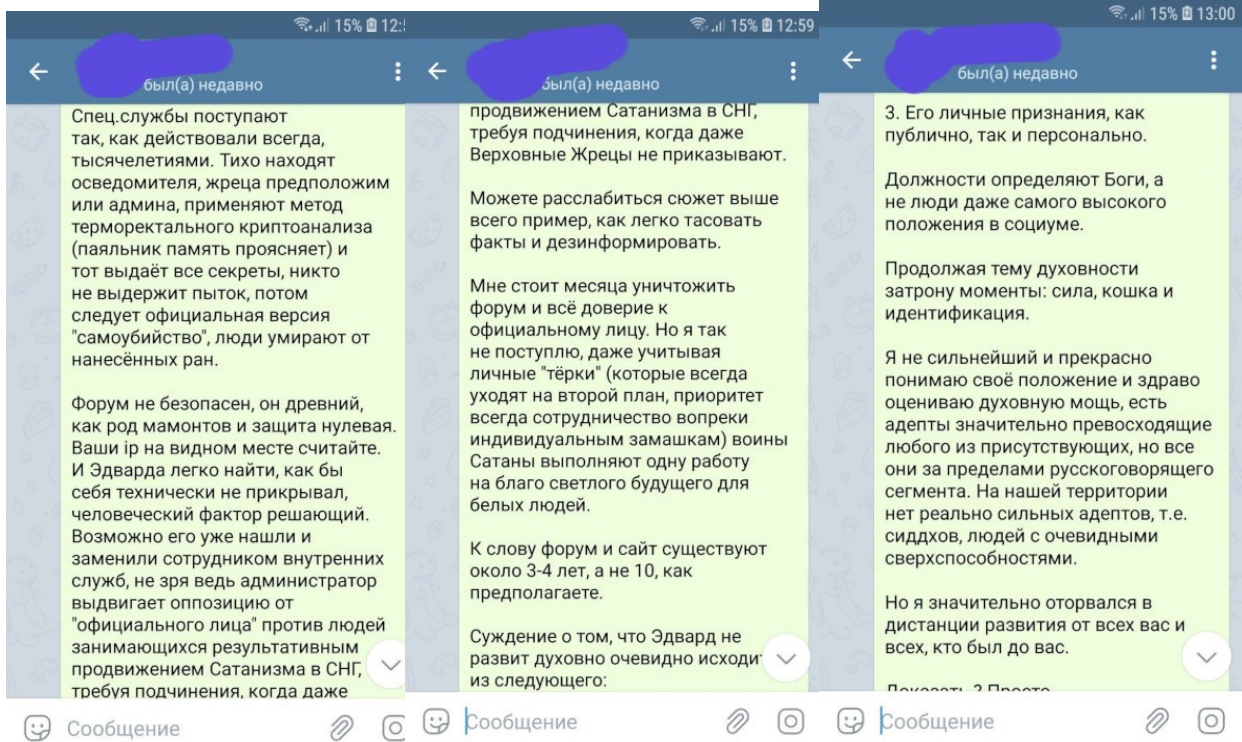 15% 12:
был(а) недавно
Спец.службы поступают
так, как действовали всегда,
тысячелетиями. Тихо находят
осведомителя, жреца предположим
или админа, применяют метод
терморектального криптоанализа
(паяльник память проясняет) и
тот выдаёт все секреты, никто
не выдержит пыток, потом
следует официальная версия
"самоубийство", люди умирают от
нанесённых ран.
Форум не безопасен, он древний,
как род мамонтов и защита нулевая.
Ваши ip на видном месте считайте.
И Эдварда легко найти, как бы
себя технически не прикрывал,
человеческий фактор решающий.
Возможно его уже нашли и
заменили сотрудником внутренних
служб, не зря ведь администратор
выдвигает оппозицию от
"официального лица" против людей
занимающихся результативным
продвижением Сатанизма в СНГ,
требуя подчинения, когда даже
Сообщение
15% 12:59
был(а) недавно
продвижением Сатанизма в СНГ,
требуя подчинения, когда даже
Верховные Жрецы не приказывают.
Можете расслабиться сюжет выше
всего пример, как легко тасовать
факты и дезинформировать.
Мне стоит месяца уничтожить
форум и всё доверие к
официальному лицу. Но я так
не поступлю, даже учитывая
личные "тёрки" (которые всегда
уходят на второй план, приоритет
всегда сотрудничество вопреки
индивидуальным замашкам) воины
Сатаны выполняют одну работу
на благо светлого будущего для
белых людей.
К слову форум и сайт существуют
около 3-4 лет, а не 10, как
предполагаете.
Суждение о том, что Эдвард не
развит духовно очевидно исходи
из следующего:
Сообщение
15% 13:00
был(а) недавно
3. Его личные признания, как
публично, так и персонально.
Должности определяют Боги, а
не люди даже самого высокого
положения в социуме.
Продолжая тему духовности
затрону моменты: сила, кошка и
идентификация.
Я не сильнейший и прекрасно
понимаю своё положение и здраво
оцениваю духовную мощь, есть
адепты значительно превосходящие
любого из присутствующих, но все
они за пределами русскоговорящего
сегмента. На нашей территории
нет реально сильных адептов, т.е.
сиддхов, людей с очевидными
сверхспособностями.
Но я значительно оторвался в
дистанции развития от всех вас и
всех, кто был до вас.
Доказать? Просто
Сообщение